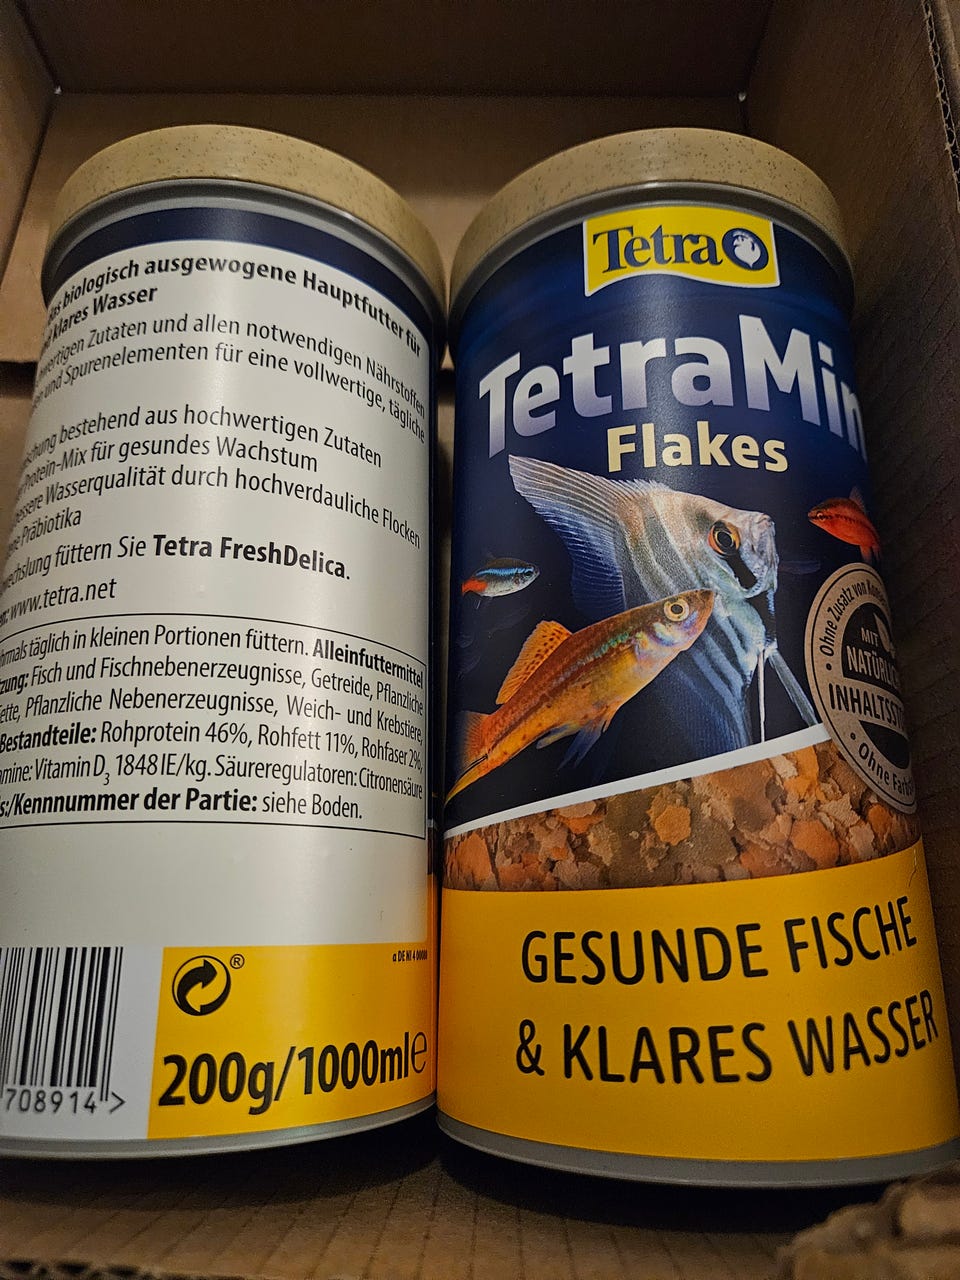 biologisch ausgewogene Hauptfutter für
klares Wasser
Zutaten und allen notwendigen Nährstoffen
und Spurenelementen für eine vollwertige, tägliche
bestehend aus hochwertigen Zutaten
Protein-Mix für gesundes Wachstum
Wasserqualität durch hochverdauliche Flocken
Präbiotika
füttern Sie Tetra FreshDelica.
www.tetra.net
täglich in kleinen Portionen füttern. Alleinfuttermittel
Fisch und Fischnebenerzeugnisse, Getreide, Pflanzliche
Pflanzliche Nebenerzeugnisse, Weich- und Krebstiere,
Bestandteile: Rohprotein 46%, Rohfett 11%, Rohfaser 2%,
Vitamin D3 1848 IE/kg. Säureregulatoren: Citronensäure
/Kennnummer der Partie: siehe Boden.
708914 >
®
200g/1000ml e
Tetra
TetraMin
Flakes
Ohne Zusatz von
MIT
GESUNDE FISCHE
& KLARES WASSER